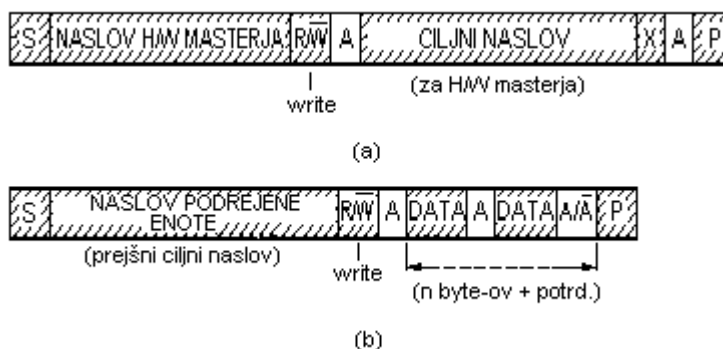 S NASLOV H/W MASTERJA R/W̅ A CILJNI NASLOV X A P
write
(za H/W masterja)
(a)
S NASLOV PODREJENE ENOTE R/W̅ A DATA A DATA A/A̅ P
(prejšni ciljni naslov)
write
(n byte-ov + potrd.)
(b)